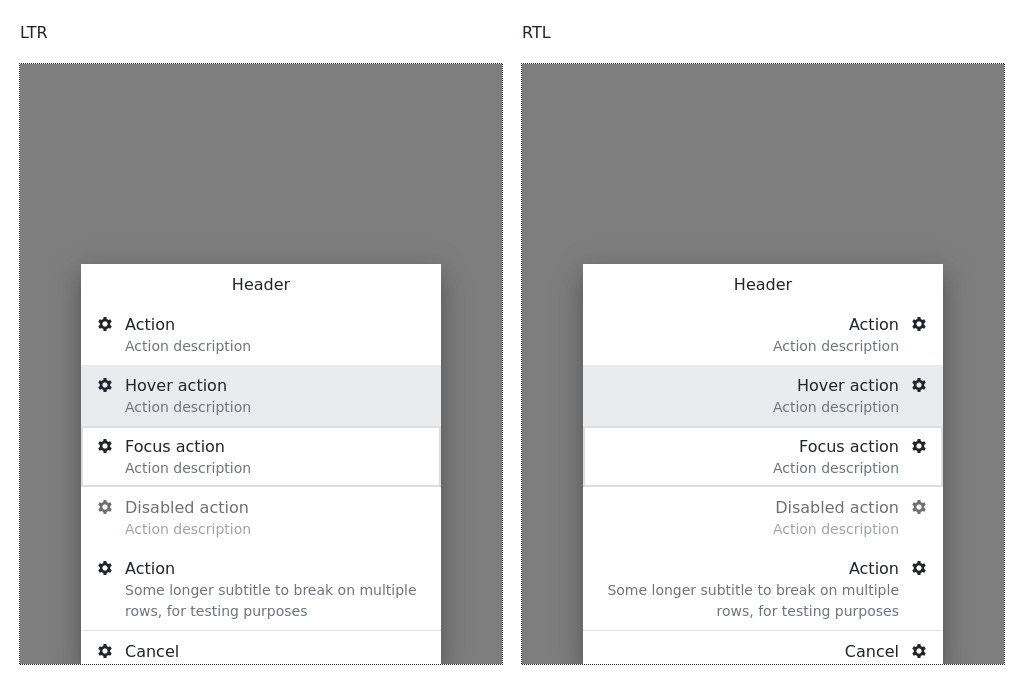 LTR
Header
Action
Action description
Hover action
Action description
Focus action
Action description
Disabled action
Action description
Action
Some longer subtitle to break on multiple
rows, for testing purposes
Cancel
RTL
Header
Action
Action description
Hover action
Action description
Focus action
Action description
Disabled action
Action description
Action
Some longer subtitle to break on multiple
rows, for testing purposes
Cancel